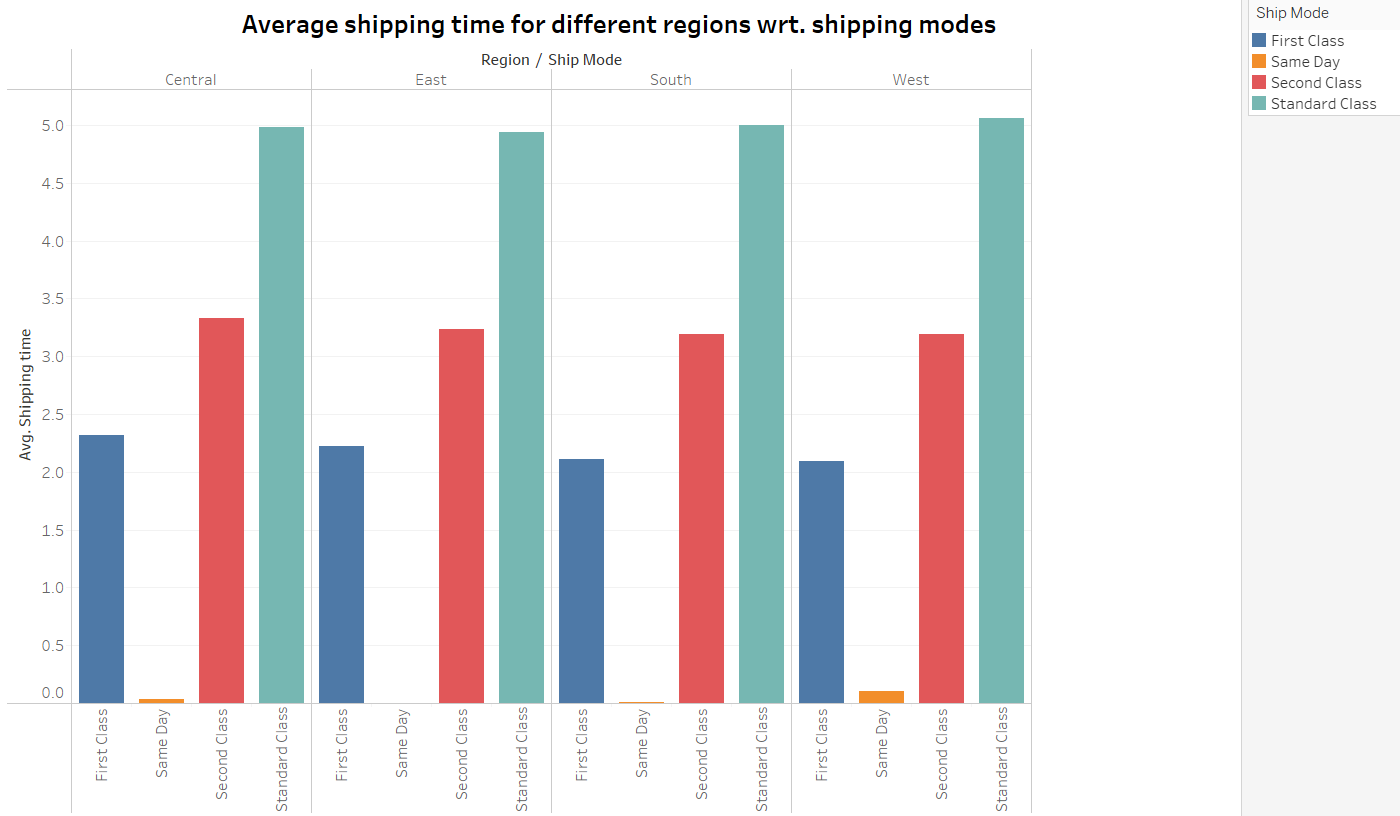 Average shipping time for different regions wrt. shipping modes
Region / Ship Mode
Central
East
South
West
Avg. Shipping time
5.0
4.5
4.0
3.5
3.0
2.5
2.0
1.5
1.0
0.5
0.0
First Class
Same Day
Second Class
Standard Class
First Class
Same Day
Second Class
Standard Class
First Class
Same Day
Second Class
Standard Class
First Class
Same Day
Second Class
Standard Class
Ship Mode
First Class
Same Day
Second Class
Standard Class